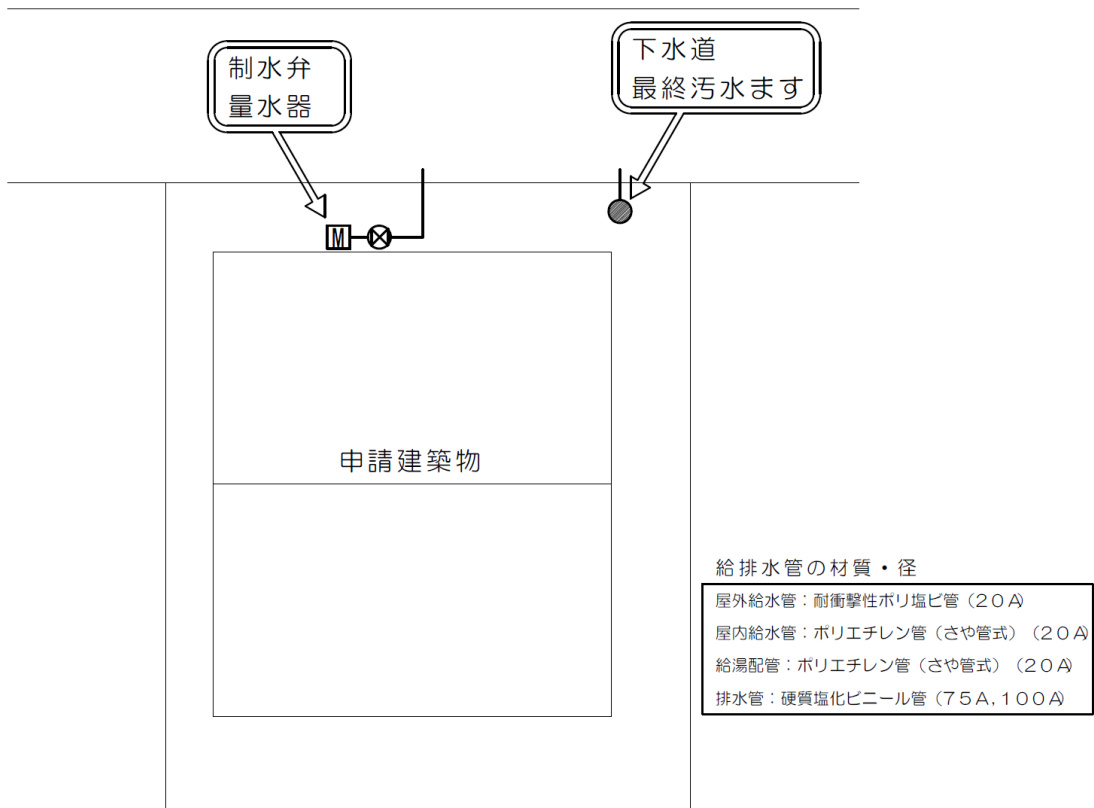 制水弁
量水器
下水道
最終汚水ます
M
申請建築物
給排水管の材質・径
屋外給水管：耐衝撃性ポリ塩ビ管（２０Ａ）
屋内給水管：ポリエチレン管（さや管式）（２０Ａ）
給湯配管：ポリエチレン管（さや管式）（２０Ａ）
排水管：硬質塩化ビニール管（７５Ａ，１００Ａ）